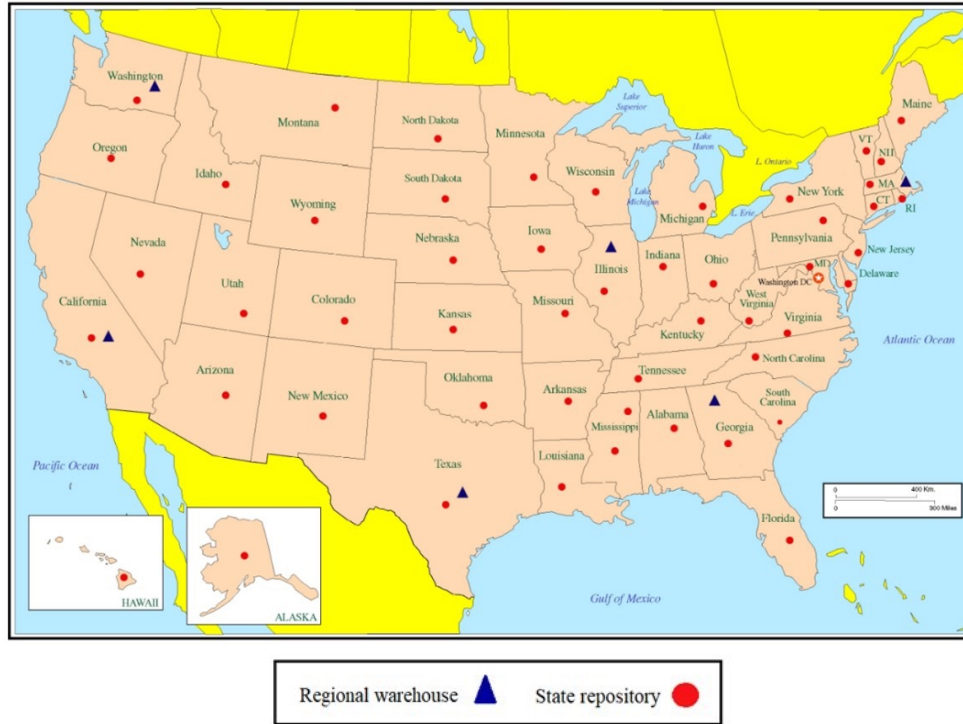 Washington
Montana
North Dakota
Minnesota
Lake
Superior
Maine
Oregon
Idaho
South Dakota
Wisconsin
Lake
Huron
L. Ontario
VT
NH
Wyoming
Lake
Michigan
Michigan
L. Erie
New York
MA
CT
RI
Nevada
Nebraska
Iowa
Pennsylvania
New Jersey
Utah
Illinois
Indiana
Ohio
MD
Washington DC
Delaware
California
Colorado
Kansas
Missouri
West
Virginia
Virginia
Kentucky
Atlantic Ocean
Arizona
New Mexico
Oklahoma
Arkansas
Tennessee
North Carolina
South
Carolina
Mississippi
Alabama
Georgia
Pacific Ocean
Texas
Louisiana
0 400 Km.
0 300 Miles
Florida
HAWAII
ALASKA
Gulf of Mexico
Regional warehouse State repository